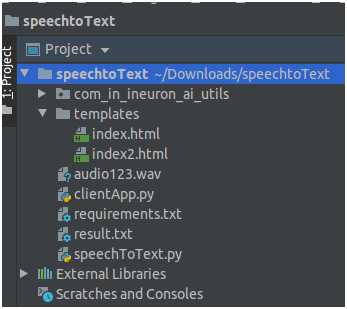 speechtoText
1: Project
Project
speechtoText ~/Downloads/speechtoText
com_in_ineuron_ai_utils
templates
index.html
index2.html
audio123.wav
clientApp.py
requirements.txt
result.txt
speechToText.py
External Libraries
Scratches and Consoles